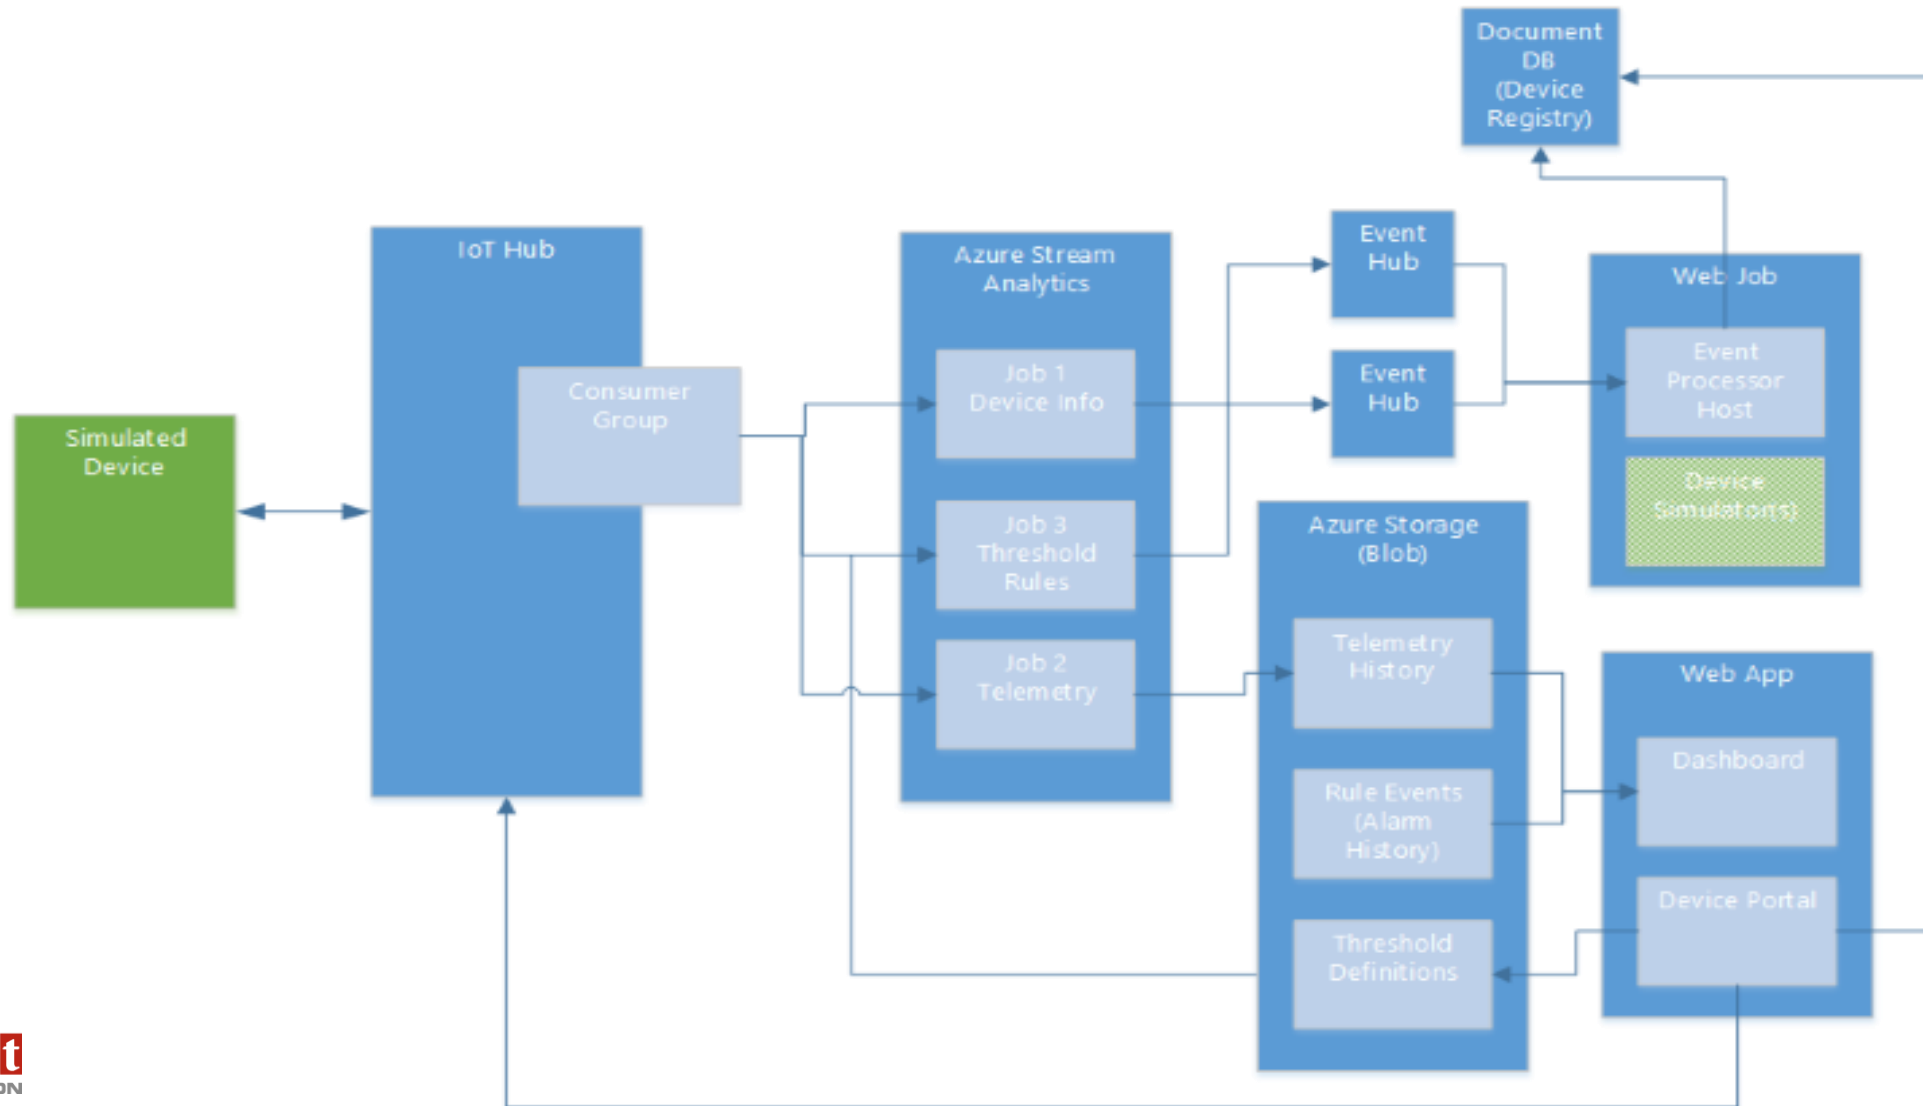 Document
DB
(Device
Registry)
IoT Hub
Azure Stream
Analytics
Event
Hub
Web Job
Job 1
Device Info
Event
Hub
Event
Processor
Host
Consumer
Group
Simulated
Device
Device
Simulator(s)
Job 3
Threshold
Rules
Azure Storage
(Blob)
Job 2
Telemetry
Telemetry
History
Web App
Dashboard
Rule Events
(Alarm
History)
Device Portal
Threshold
Definitions
t
ON